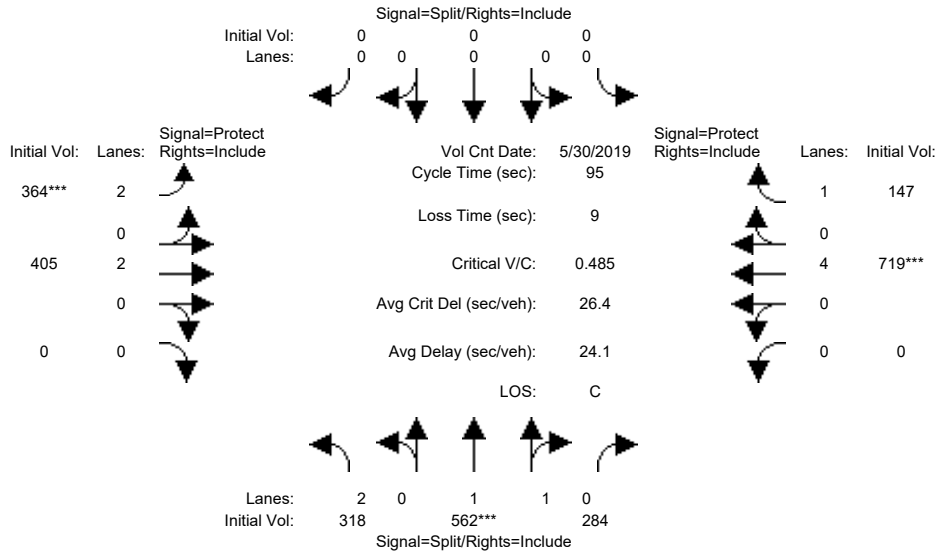 Signal=Split/Rights=Include
Initial Vol: 0 0 0
Lanes: 0 0 0 0 0
Signal=Protect
Initial Vol: Lanes: Rights=Include
Vol Cnt Date: 5/30/2019
Signal=Protect
Rights=Include Lanes: Initial Vol:
Cycle Time (sec): 95
364*** 2
1 147
Loss Time (sec): 9
0
0
405 2
Critical V/C: 0.485
4 719***
0
Avg Crit Del (sec/veh): 26.4
0
0 0
Avg Delay (sec/veh): 24.1
0 0
LOS: C
Lanes: 2 0 1 1 0
Initial Vol: 318 562*** 284
Signal=Split/Rights=Include